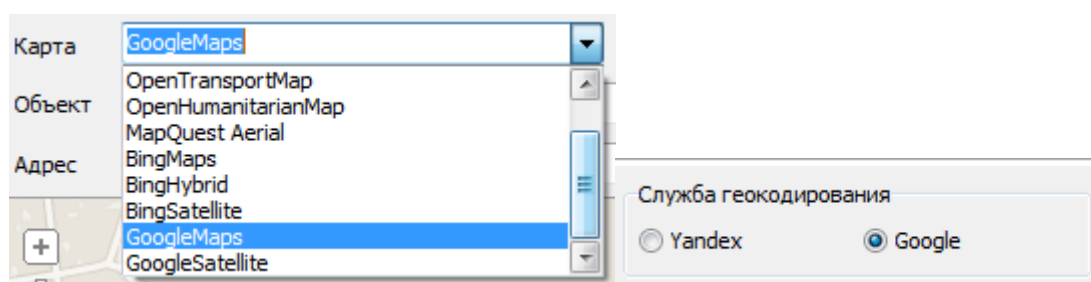 Карта
GoogleMaps
OpenTransportMap
Объект
OpenHumanitarianMap
MapQuest Aerial
Адрес
BingMaps
BingHybrid
BingSatellite
GoogleMaps
GoogleSatellite
Служба геокодирования
Yandex
Google